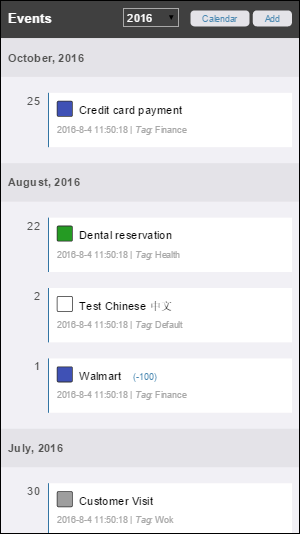 Events 2016 Calendar Add
October, 2016
25 Credit card payment
2016-8-4 11:50:18 | Tag: Finance
August, 2016
22 Dental reservation
2016-8-4 11:50:18 | Tag: Health
2 Test Chinese 中文
2016-8-4 11:50:18 | Tag: Default
1 Walmart (-100)
2016-8-4 11:50:18 | Tag: Finance
July, 2016
30 Customer Visit
2016-8-4 11:50:18 | Tag: Wok